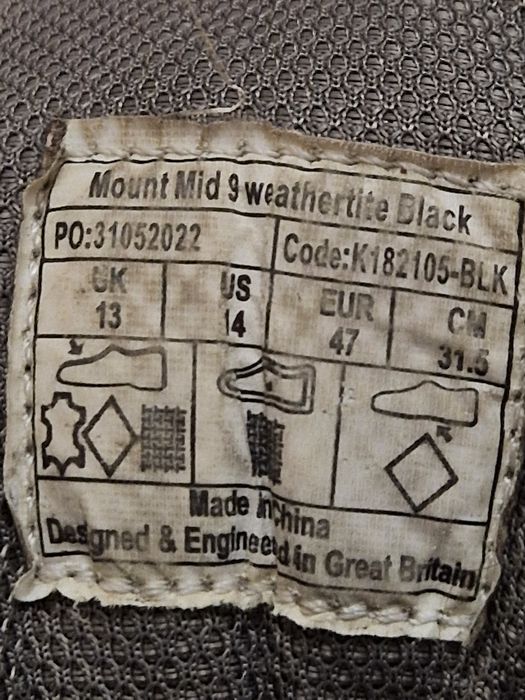 Mount Mid 9 weathertite Black
PO:31052022 Code:K182105-BLK
UK US EUR CM
13 14 47 31.5
Made in China
Designed & Engineered in Great Britain